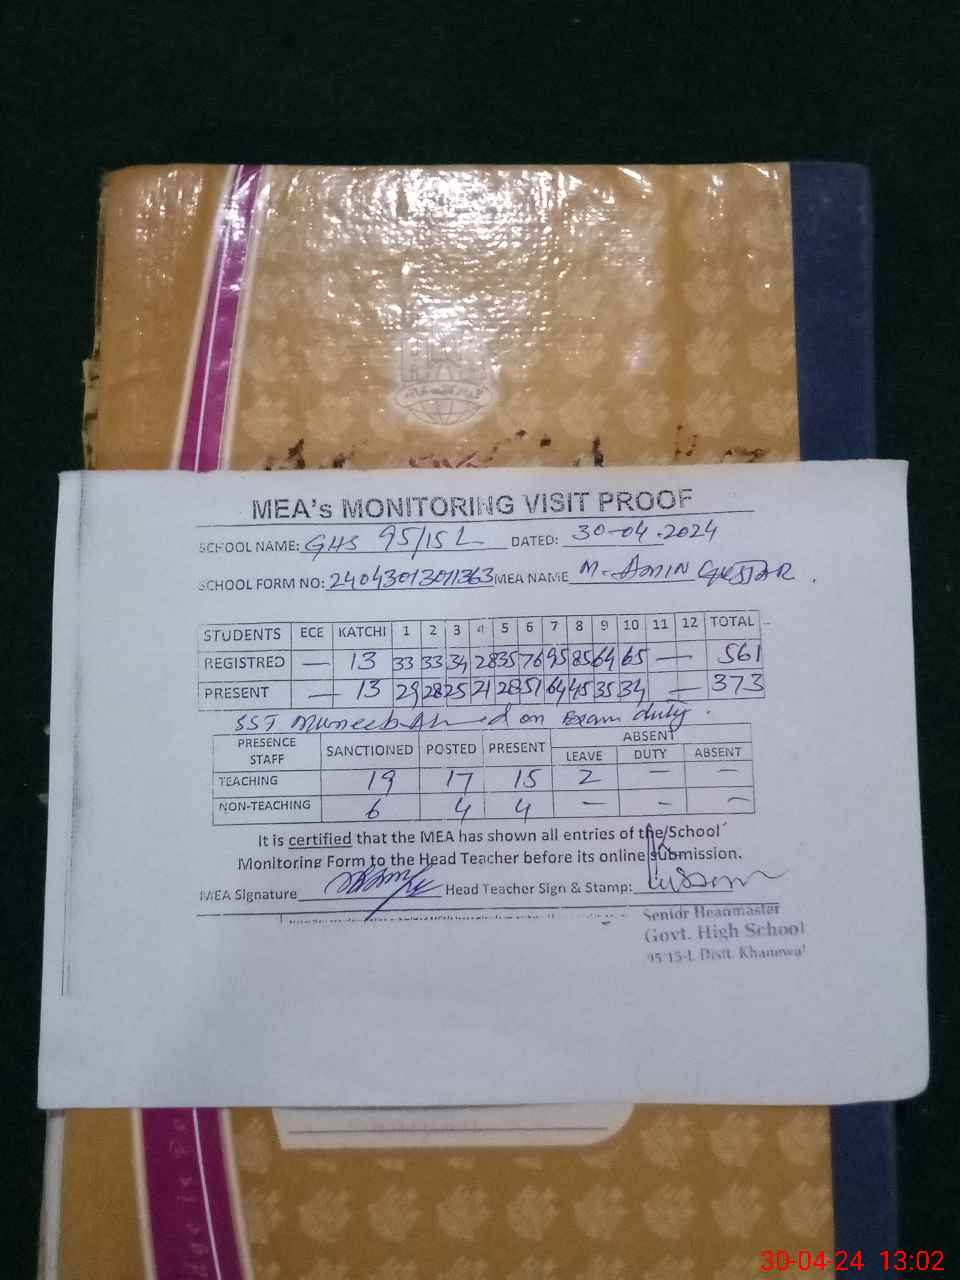 MEA's MONITORING VISIT PROOF
SCHOOL NAME: GHS 95/15 L DATED: 30-04-2024
SCHOOL FORM NO: 24043013011363 MEA NAME M. AMIN
STUDENTS ECE KATCHI 1 2 3 4 5 6 7 8 9 10 11 12 TOTAL
REGISTRED — 13 33 33 34 28 35 76 95 85 64 65 — 561
PRESENT — 13 29 28 25 21 28 51 64 45 35 34 — 373
SST Muneeb Ahmed on Exam duty.
PRESENCE STAFF SANCTIONED POSTED PRESENT ABSENT
LEAVE DUTY ABSENT
TEACHING 19 17 15 2 — —
NON-TEACHING 6 4 4 — - —
It is certified that the MEA has shown all entries of the School
Monitoring Form to the Head Teacher before its online submission.
MEA Signature Head Teacher Sign & Stamp:
Senior Headmaster
Govt. High School
95/15-L Distt. Khanewal
30-04-24 13:02